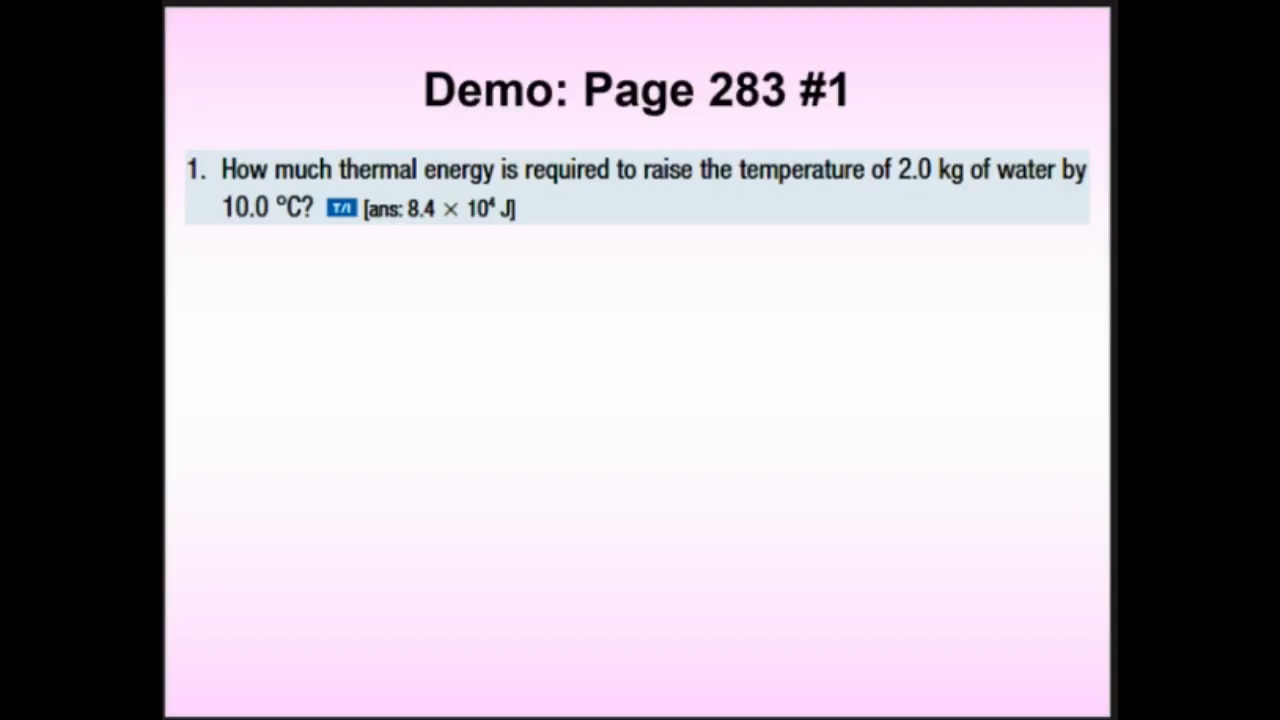 Demo: Page 283 #1
1. How much thermal energy is required to raise the temperature of 2.0 kg of water by
10.0 °C? T/I [ans: 8.4 × 10⁴ J]